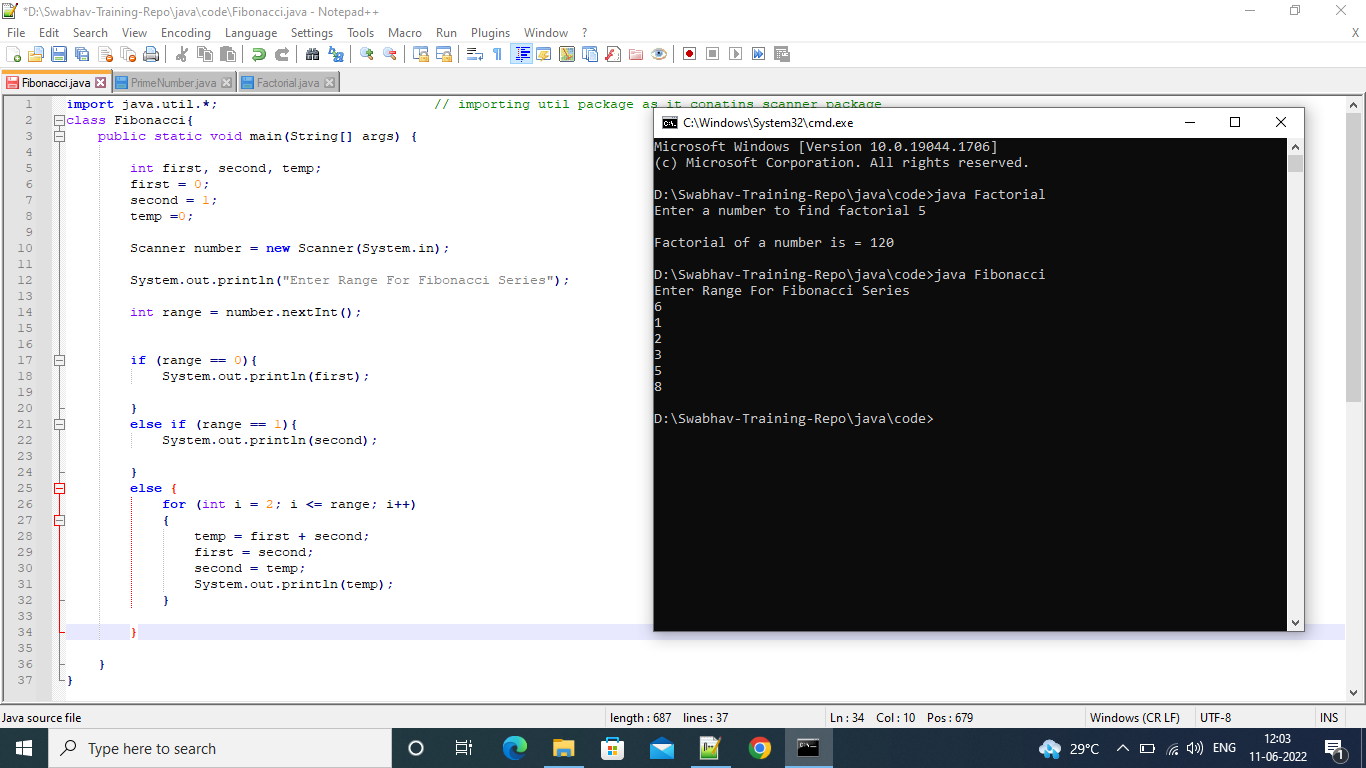 *D:\Swabhav-Training-Repo\java\code\Fibonacci.java - Notepad++
File Edit Search View Encoding Language Settings Tools Macro Run Plugins Window ? X
Fibonacci.java PrimeNumber.java Factorial.java
1 import java.util.*; // importing util package as it conatins scanner package
2 class Fibonacci{
3 public static void main(String[] args) {
4
5 int first, second, temp;
6 first = 0;
7 second = 1;
8 temp =0;
9
10 Scanner number = new Scanner(System.in);
11
12 System.out.println("Enter Range For Fibonacci Series");
13
14 int range = number.nextInt();
15
16
17 if (range == 0){
18 System.out.println(first);
19
20 }
21 else if (range == 1){
22 System.out.println(second);
23
24 }
25 else {
26 for (int i = 2; i <= range; i++)
27 {
28 temp = first + second;
29 first = second;
30 second = temp;
31 System.out.println(temp);
32 }
33
34 }
35
36 }
37 }
C:\Windows\System32\cmd.exe
Microsoft Windows [Version 10.0.19044.1706]
(c) Microsoft Corporation. All rights reserved.
D:\Swabhav-Training-Repo\java\code>java Factorial
Enter a number to find factorial 5
Factorial of a number is = 120
D:\Swabhav-Training-Repo\java\code>java Fibonacci
Enter Range For Fibonacci Series
6
1
2
3
5
8
D:\Swabhav-Training-Repo\java\code>
Java source file length : 687 lines : 37 Ln : 34 Col : 10 Pos : 679 Windows (CR LF) UTF-8 INS
Type here to search 29°C ENG 12:03
11-06-2022 1